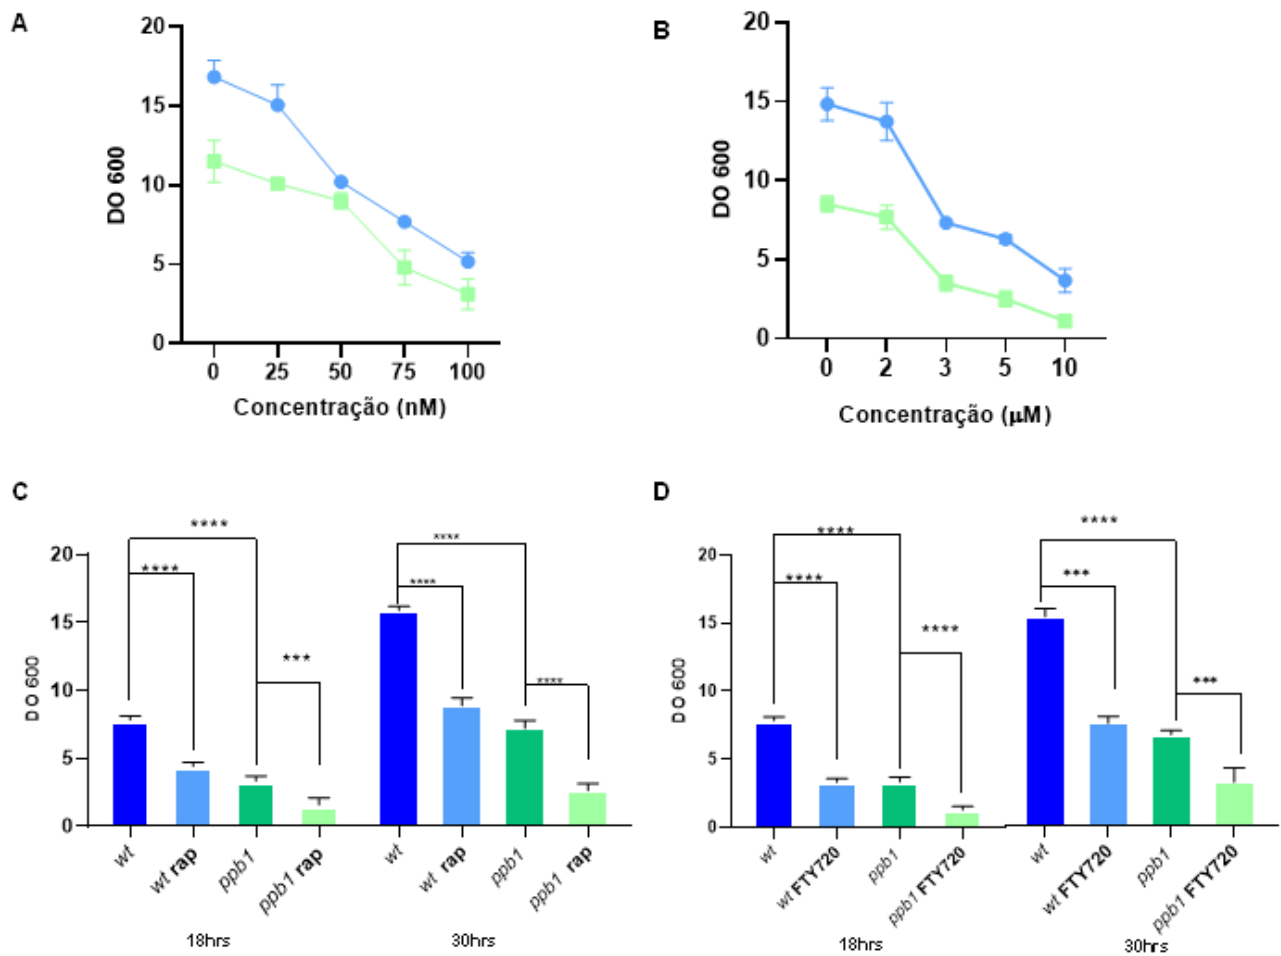 A
20
15
10
5
0
DO 600
0 25 50 75 100
Concentração (nM)
B
20
15
10
5
0
DO 600
0 2 3 5 10
Concentração (µM)
C
**** ****
**** ****
***
****
20
15
10
5
0
DO 600
wt wt rap ppb1 ppb1 rap wt wt rap ppb1 ppb1 rap
18hrs 30hrs
D
**** ****
**** ***
****
***
20
15
10
5
0
DO 600
wt wt FTY720 ppb1 ppb1 FTY720 wt wt FTY720 ppb1 ppb1 FTY720
18hrs 30hrs